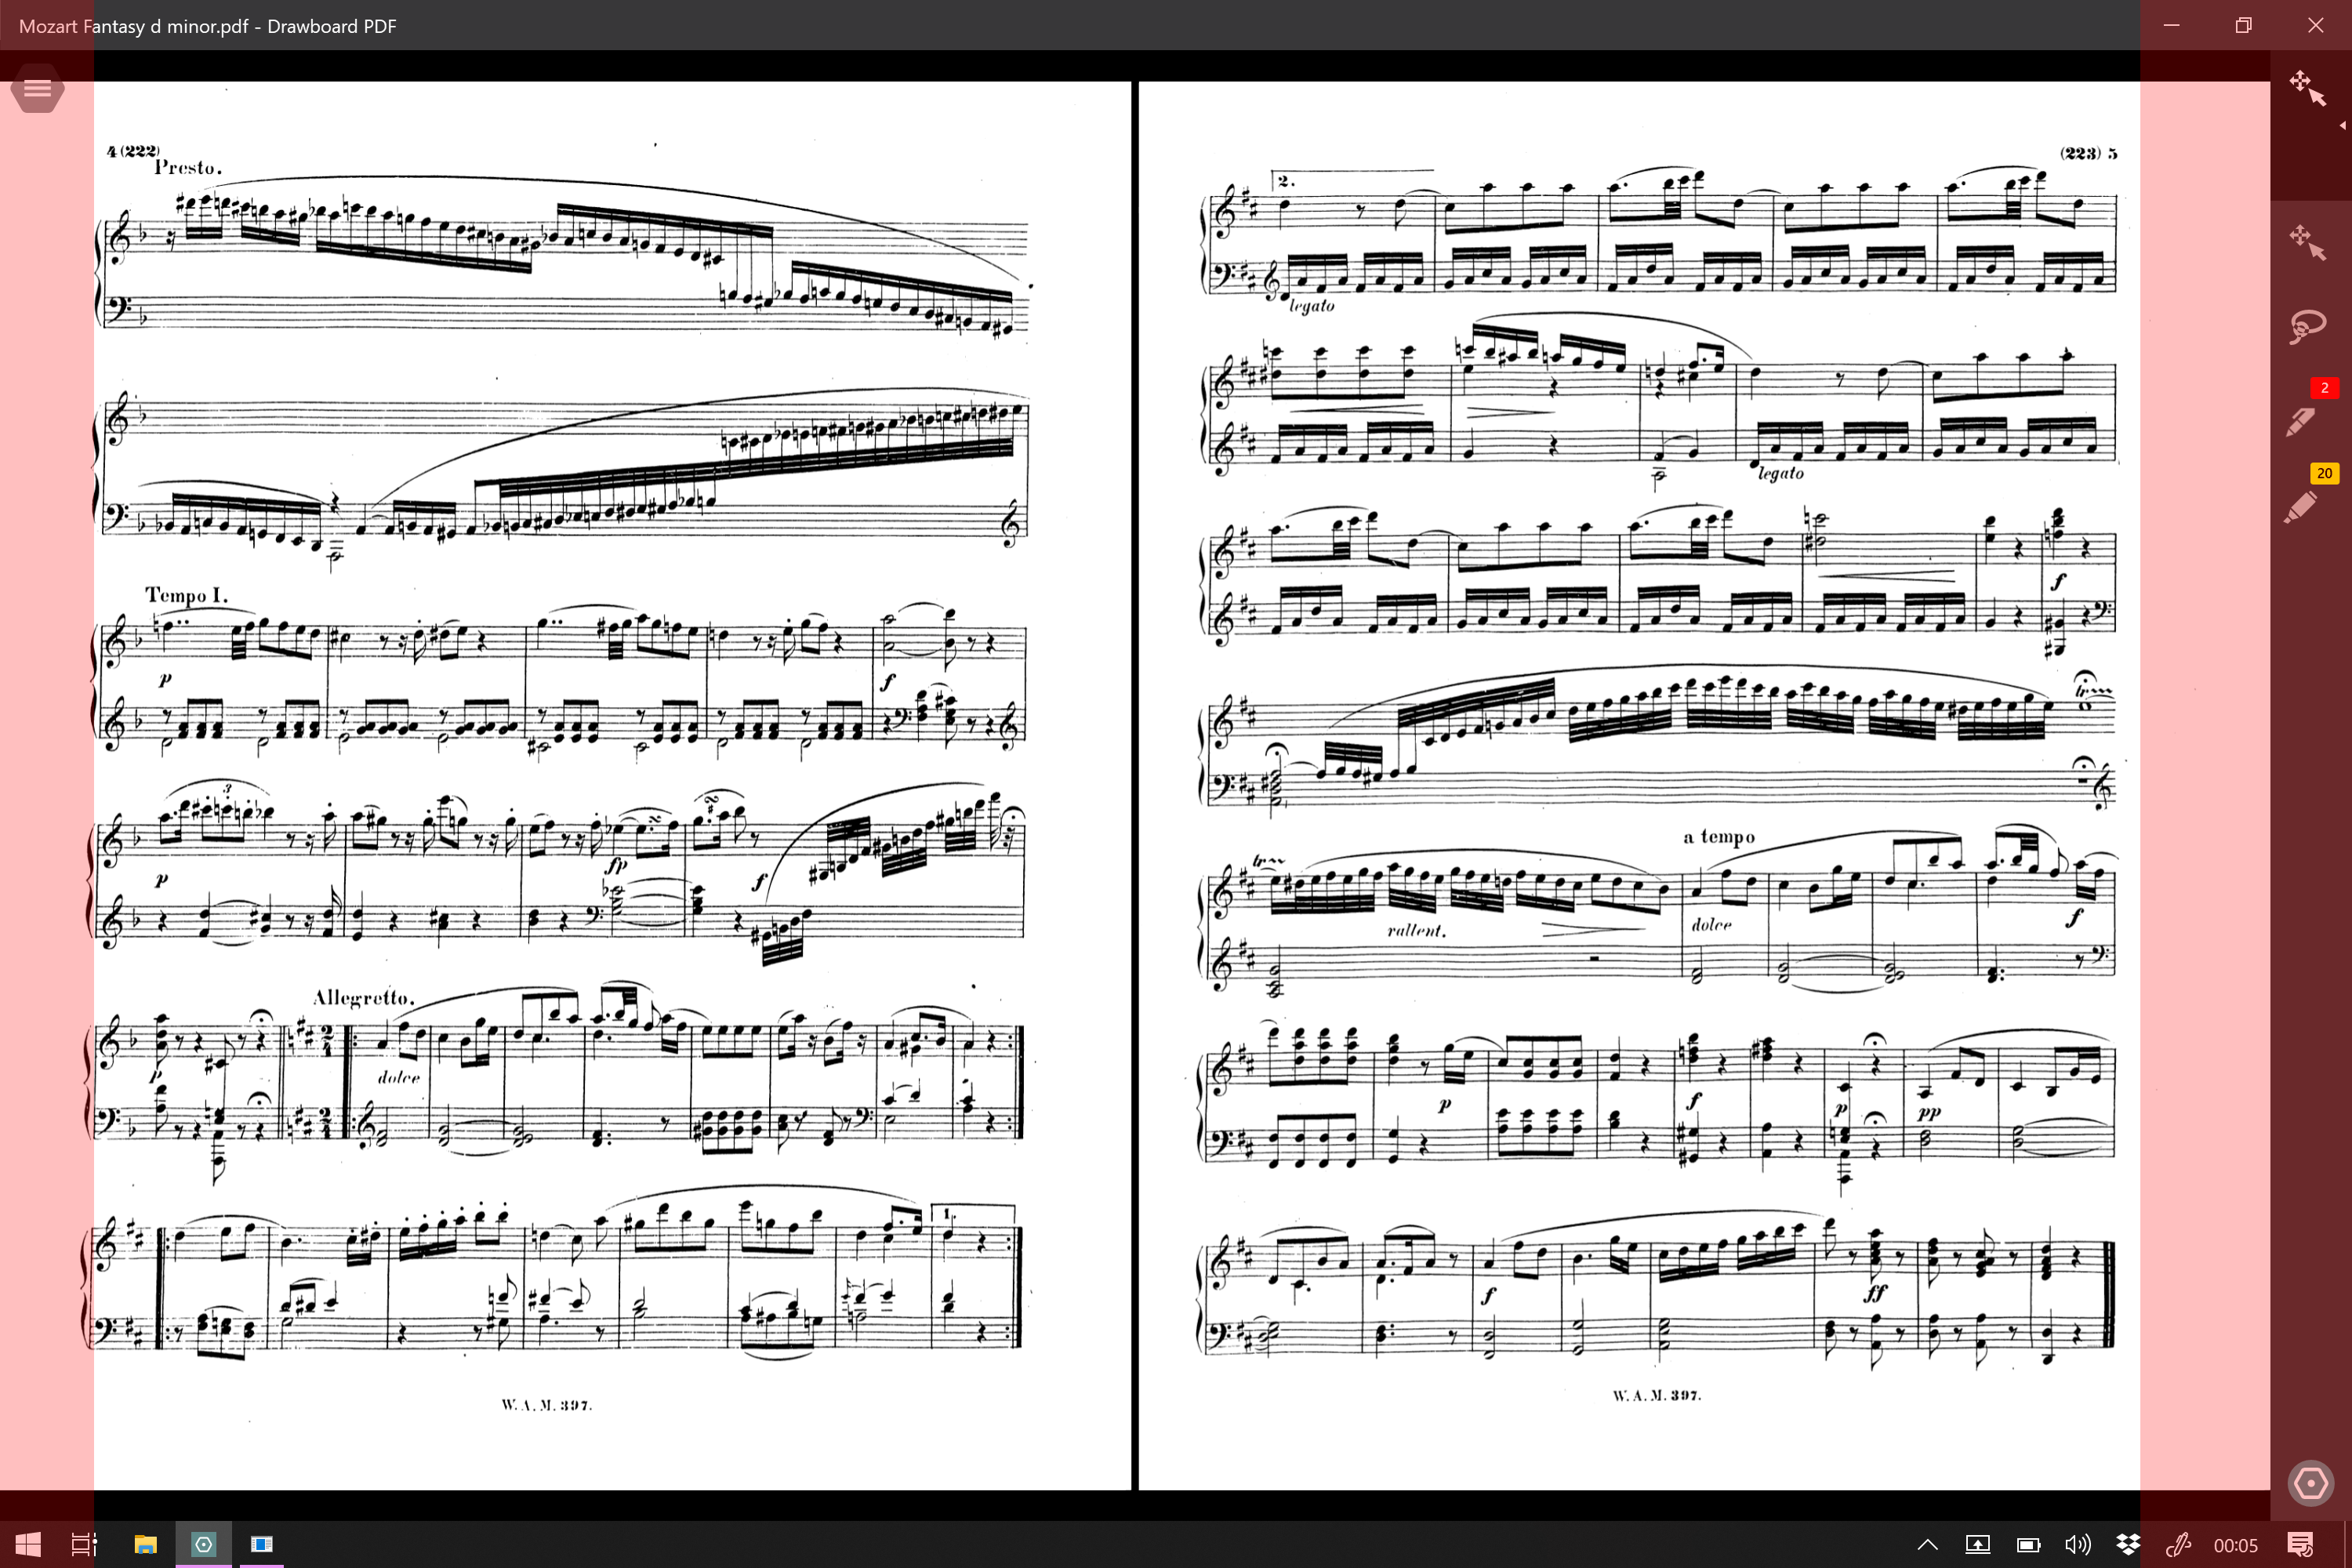 Mozart Fantasy d minor.pdf - Drawboard PDF
4 (222)
Presto.
Tempo I.
p
f
3
p
fp
f
Allegretto.
p
dolce
1.
W. A. M. 397.
(223) 5
2.
legato
legato
f
tr
a tempo
tr
rallent.
dolce
f
p
f
p
pp
f
ff
W. A. M. 397.
2
20
00:05